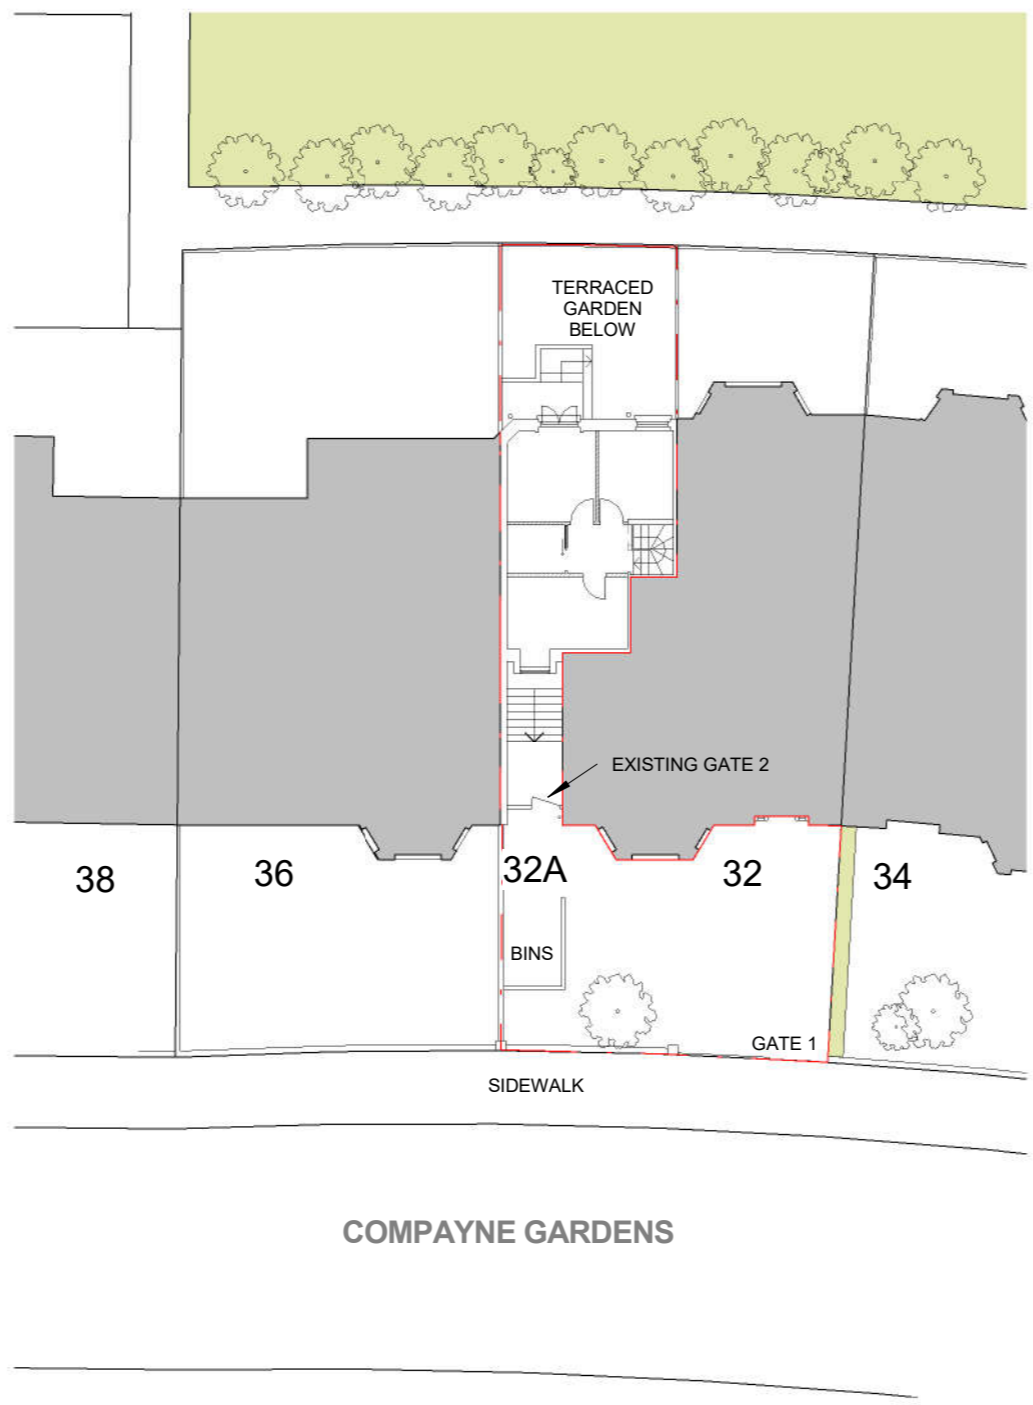 TERRACED
GARDEN
BELOW
EXISTING GATE 2
38
36
32A
32
34
BINS
GATE 1
SIDEWALK
COMPAYNE GARDENS